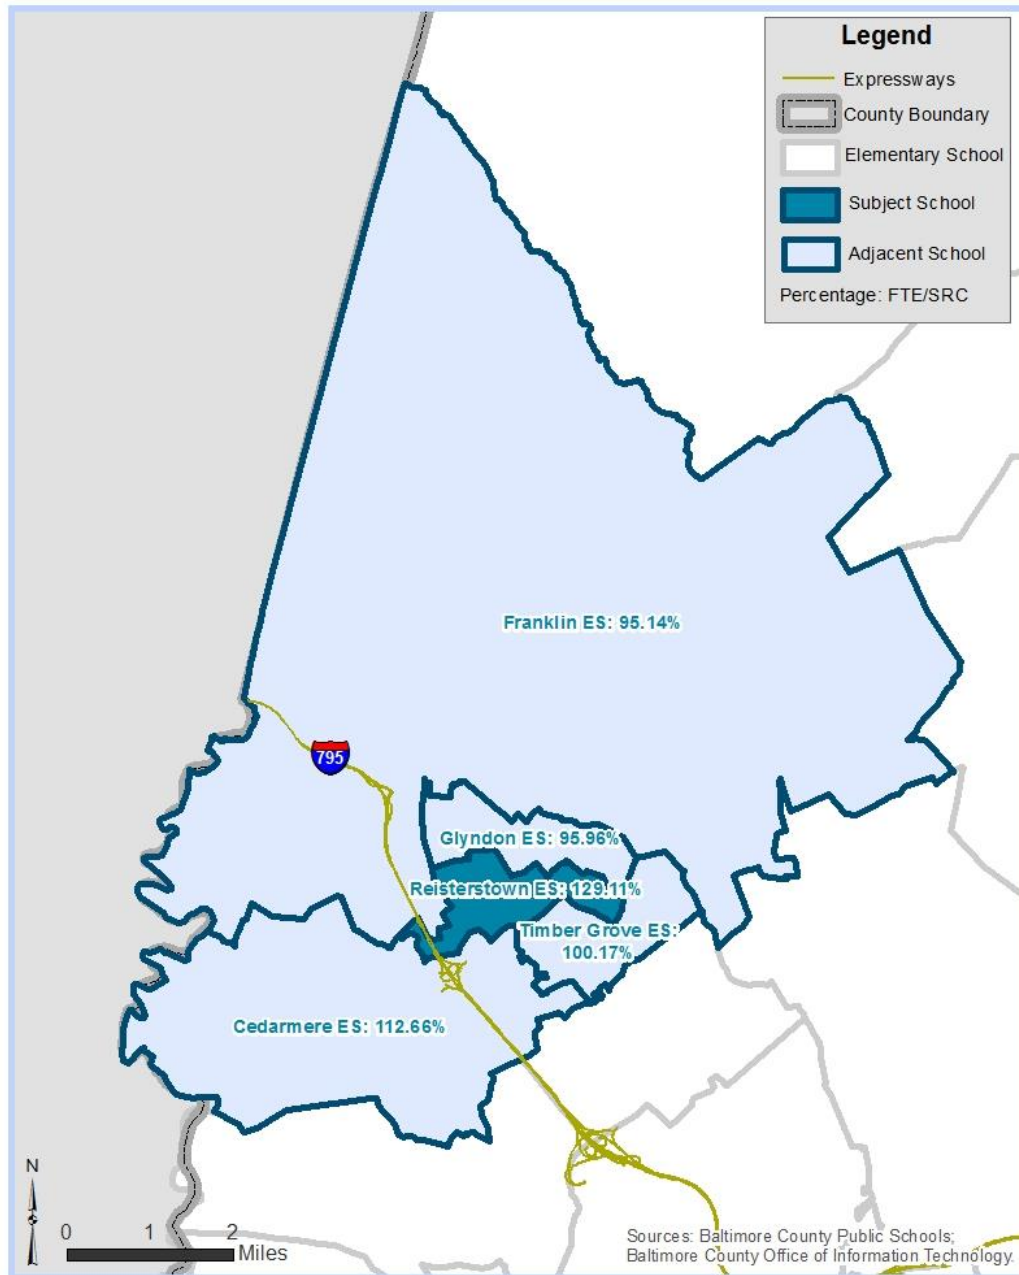 Legend
Expressways
County Boundary
Elementary School
Subject School
Adjacent School
Percentage: FTE/SRC
Franklin ES: 95.14%
795
Glyndon ES: 95.96%
Reisterstown ES: 129.11%
Timber Grove ES:
100.17%
Cedarmere ES: 112.66%
N
0 1 2
Miles
Sources: Baltimore County Public Schools;
Baltimore County Office of Information Technology.